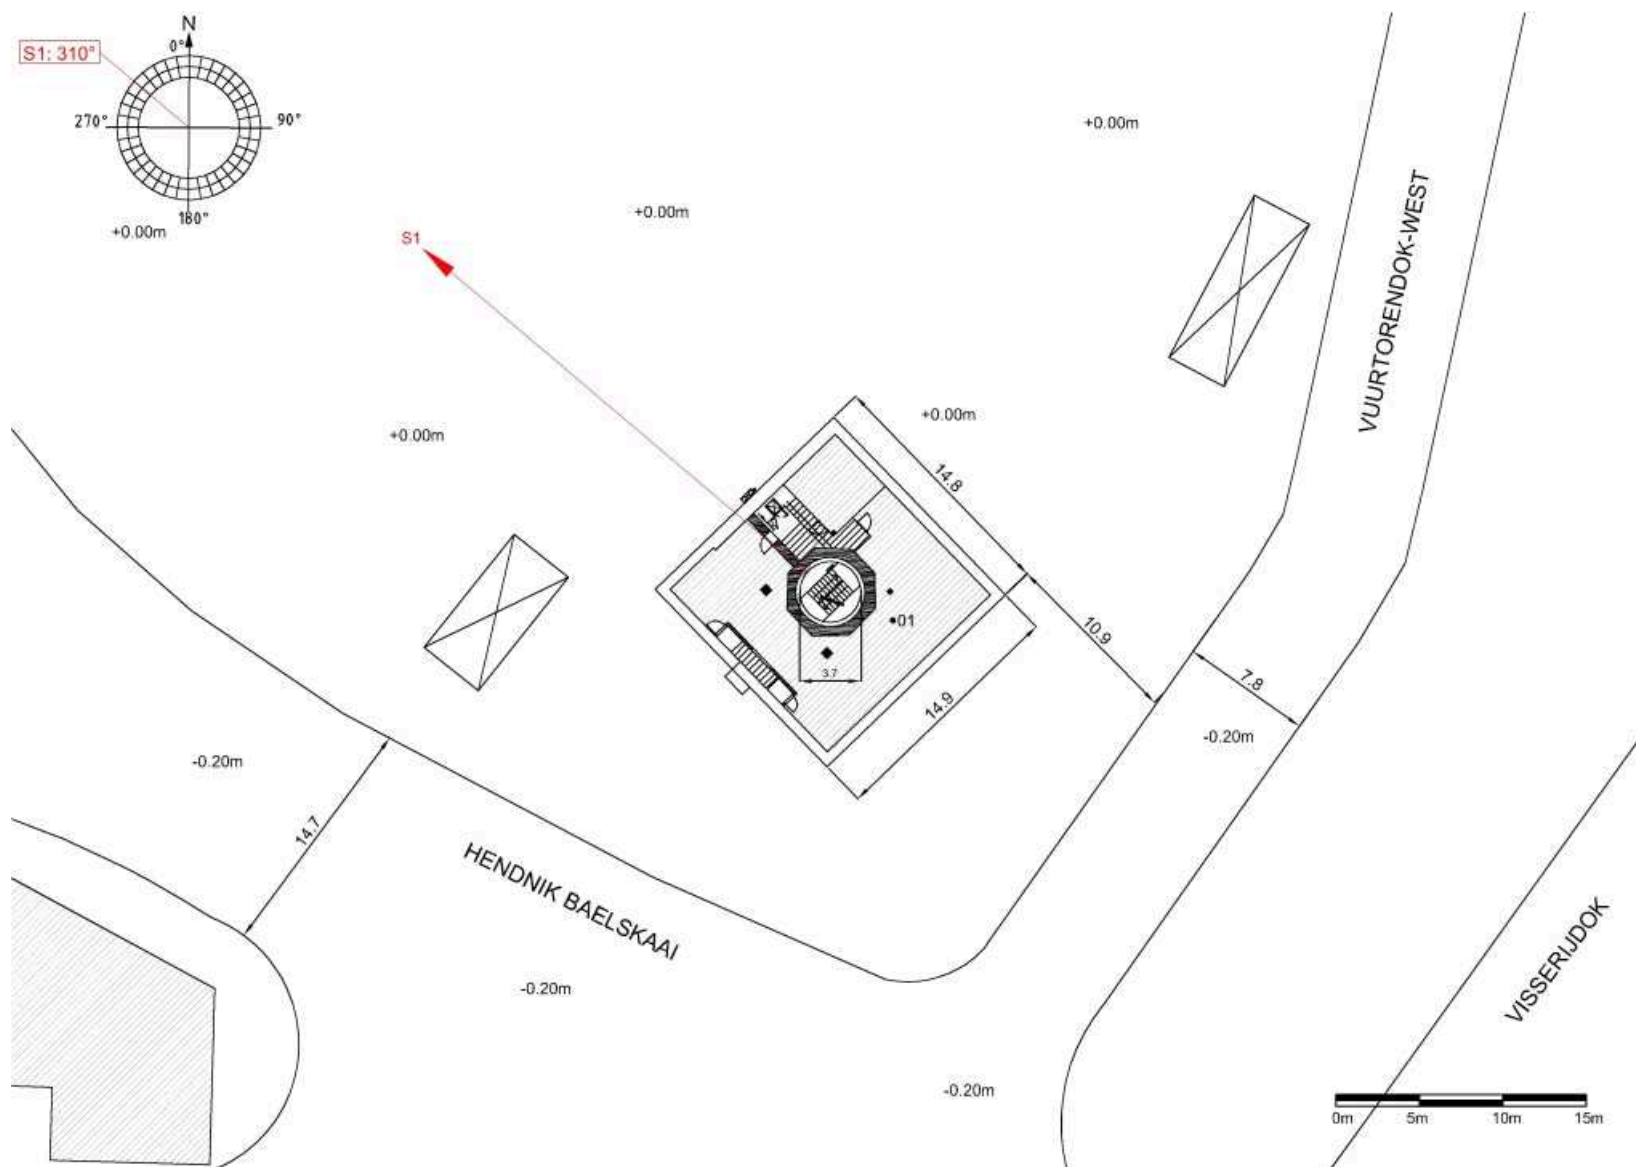 N
0°
S1: 310°
270°
90°
180°
+0.00m
+0.00m
+0.00m
S1
VUURTORENDOK-WEST
+0.00m
+0.00m
14.8
01
10.9
3.7
7.8
14.9
-0.20m
-0.20m
14.7
HENDNIK BAELSKAAI
VISSERIJDOK
-0.20m
-0.20m
0m
5m
10m
15m